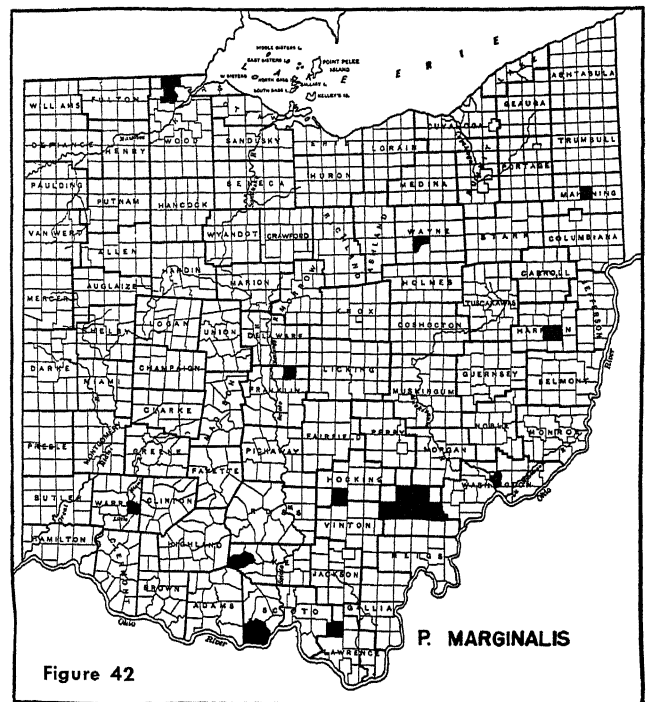 MIDDLE SISTERS I.
EAST SISTERS I.
POINT PELEE
ISLAND
W SISTERS
NORTH BASS I.
BALLAST I.
SOUTH BASS I.
KELLEY'S IS.
L A K E E R I E
LAKE
ASHTABULA
WILLIAMS
FULTON
LUCAS
OTTAWA
GEAUGA
CUYAHOGA
TRUMBULL
DEFIANCE
HENRY
WOOD
SANDUSKY
ERIE
LORAIN
SUMMIT
PORTAGE
PAULDING
SENECA
HURON
MEDINA
MAHONING
PUTNAM
HANCOCK
VAN WERT
WYANDOT
CRAWFORD
RICHLAND
ASHLAND
WAYNE
STARK
COLUMBIANA
ALLEN
HARDIN
CARROLL
AUGLAIZE
MARION
MORROW
HOLMES
TUSCARAWAS
JEFFERSON
MERCER
LOGAN
UNION
KNOX
COSHOCTON
HARRISON
SHELBY
DELAWARE
DARKE
CHAMPAIGN
LICKING
GUERNSEY
BELMONT
River
MIAMI
FRANKLIN
MUSKINGUM
CLARKE
MADISON
PERRY
NOBLE
MONROE
PREBLE
MONTGOMERY
GREENE
FAIRFIELD
MORGAN
FAYETTE
PICKAWAY
HOCKING
WASHINGTON
Ohio
BUTLER
WARREN
CLINTON
ROSS
VINTON
HAMILTON
HIGHLAND
MEIGS
CLERMONT
JACKSON
BROWN
ADAMS
SCIOTO
GALLIA
Ohio
River
LAWRENCE
P. MARGINALIS
Figure 42